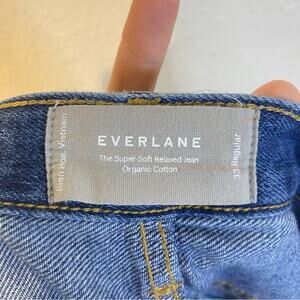 Bien Hoa, Vietnam
EVERLANE
The Super-Soft Relaxed Jean
Organic Cotton
33 Regular